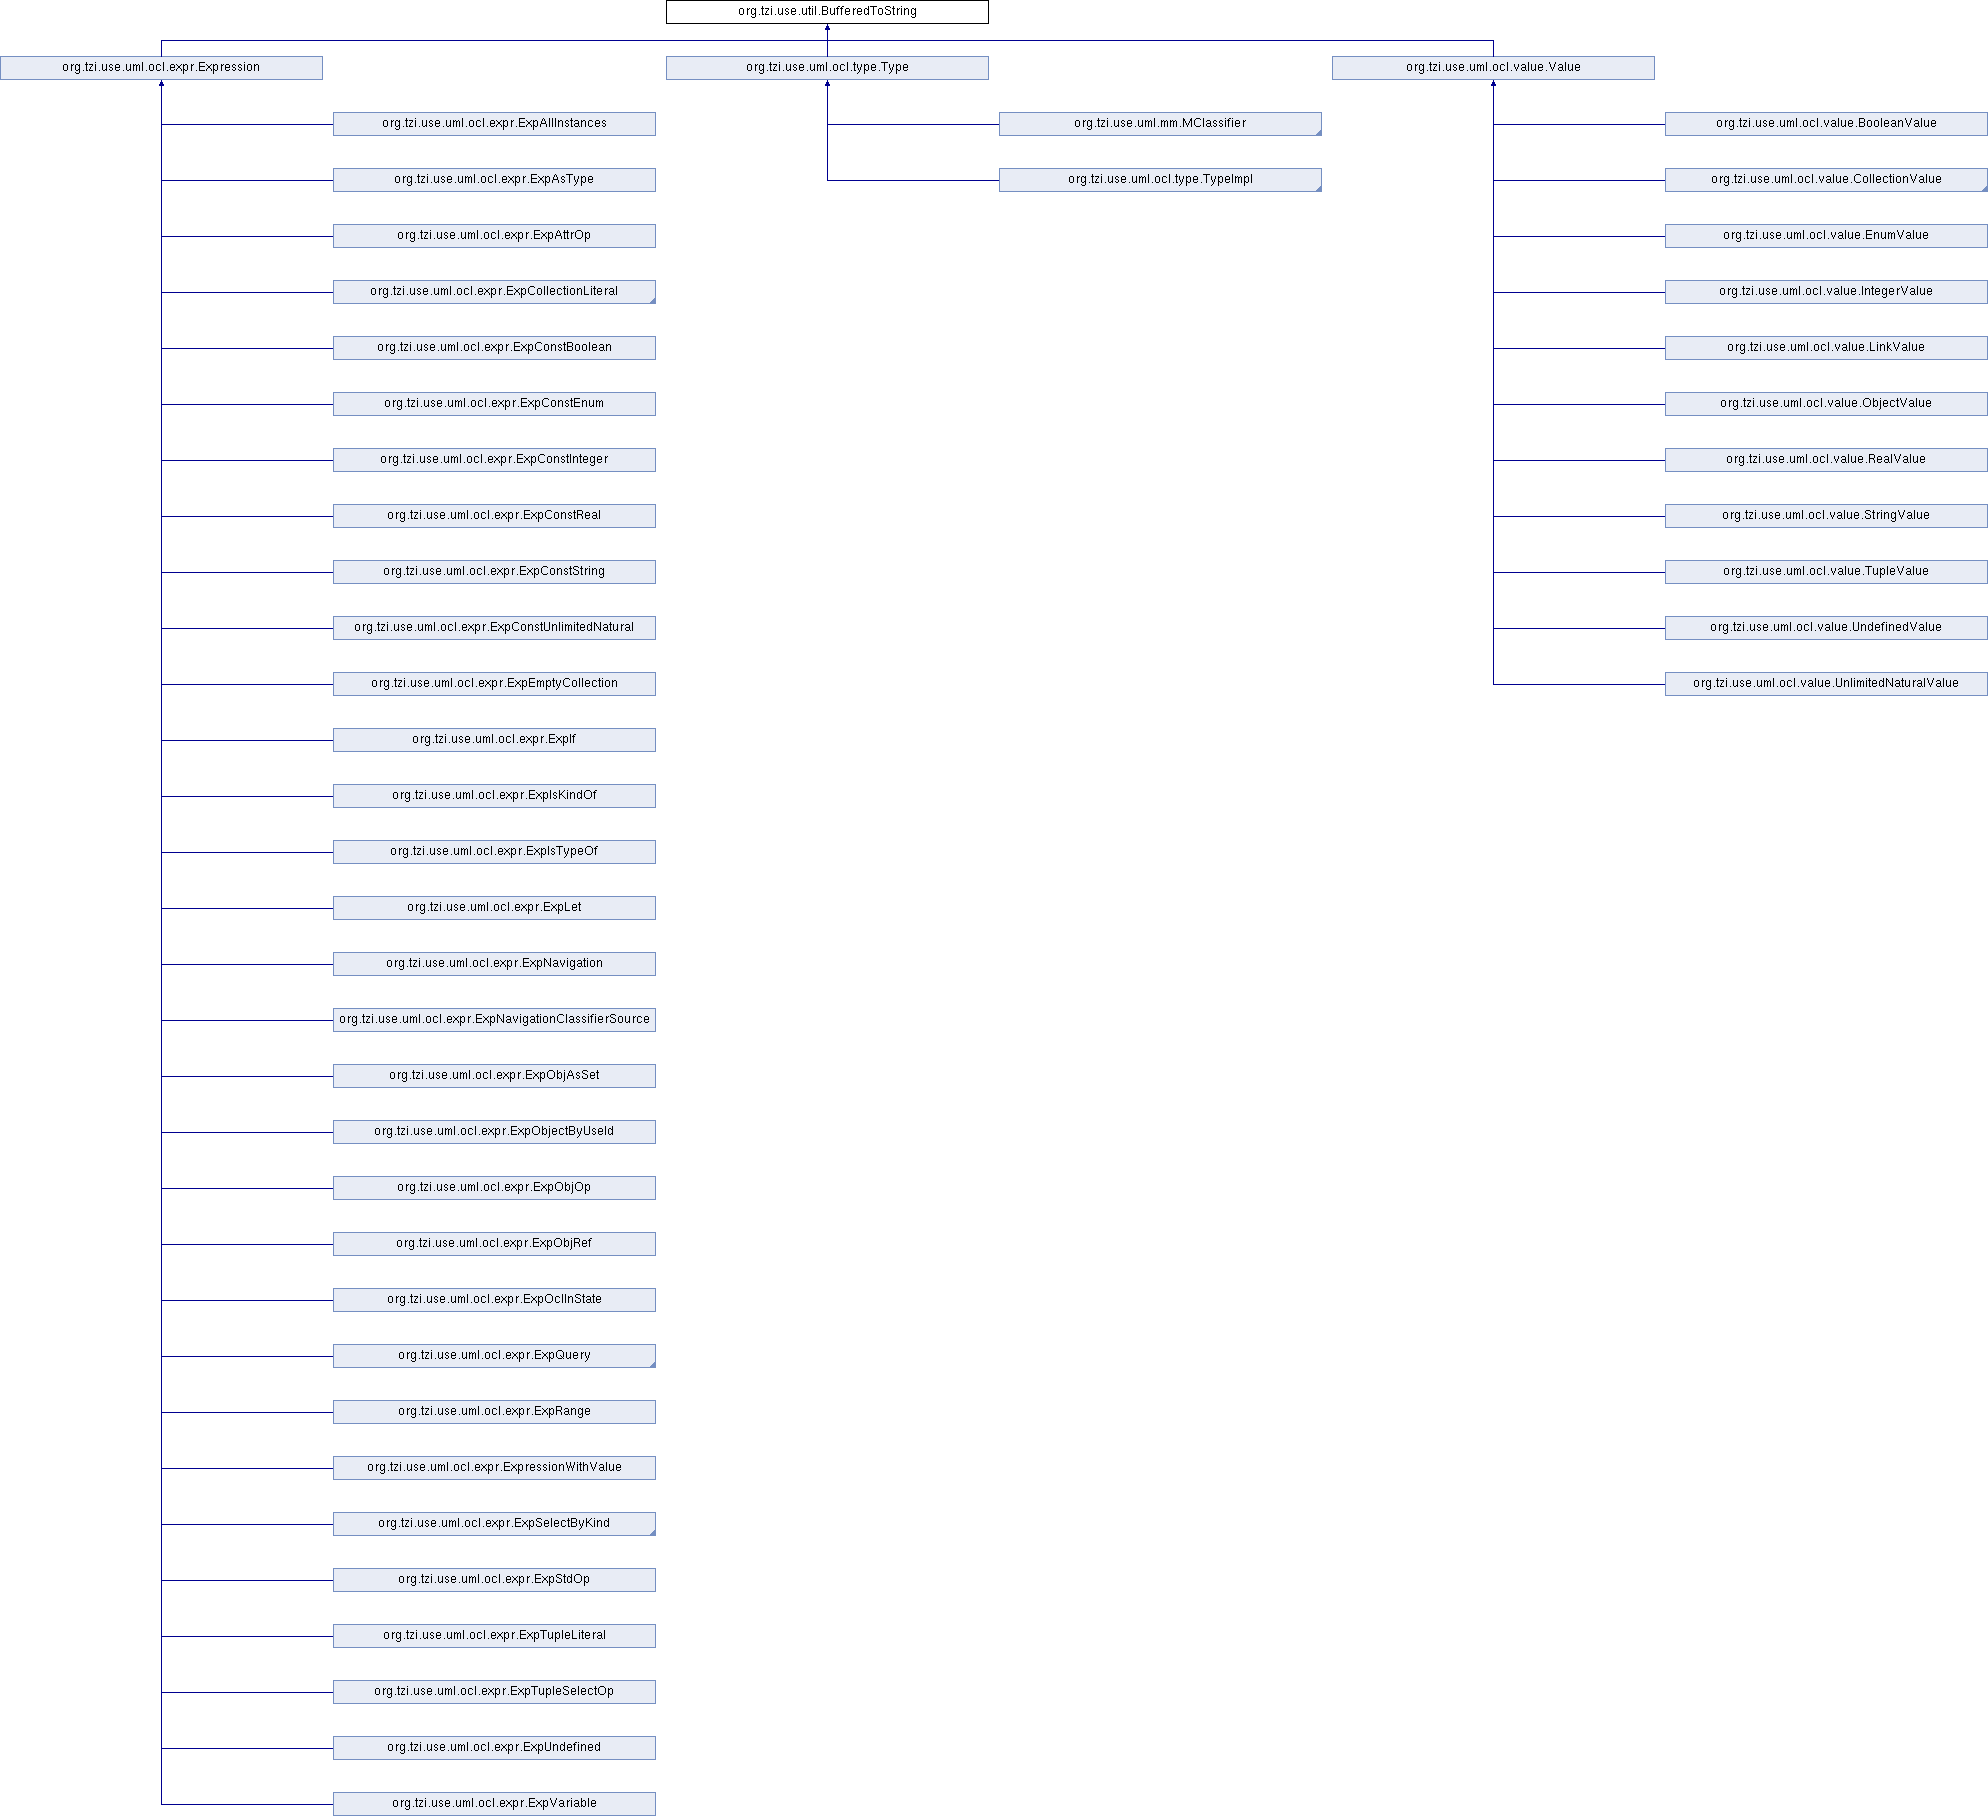 org.tzi.use.util.BufferedToString
org.tzi.use.uml.ocl.expr.Expression
org.tzi.use.uml.ocl.type.Type
org.tzi.use.uml.ocl.value.Value
org.tzi.use.uml.ocl.expr.ExpAllInstances
org.tzi.use.uml.mm.MClassifier
org.tzi.use.uml.ocl.value.BooleanValue
org.tzi.use.uml.ocl.expr.ExpAsType
org.tzi.use.uml.ocl.type.TypeImpl
org.tzi.use.uml.ocl.value.CollectionValue
org.tzi.use.uml.ocl.expr.ExpAttrOp
org.tzi.use.uml.ocl.value.EnumValue
org.tzi.use.uml.ocl.expr.ExpCollectionLiteral
org.tzi.use.uml.ocl.value.IntegerValue
org.tzi.use.uml.ocl.expr.ExpConstBoolean
org.tzi.use.uml.ocl.value.LinkValue
org.tzi.use.uml.ocl.expr.ExpConstEnum
org.tzi.use.uml.ocl.value.ObjectValue
org.tzi.use.uml.ocl.expr.ExpConstInteger
org.tzi.use.uml.ocl.value.RealValue
org.tzi.use.uml.ocl.expr.ExpConstReal
org.tzi.use.uml.ocl.value.StringValue
org.tzi.use.uml.ocl.expr.ExpConstString
org.tzi.use.uml.ocl.value.TupleValue
org.tzi.use.uml.ocl.expr.ExpConstUnlimitedNatural
org.tzi.use.uml.ocl.value.UndefinedValue
org.tzi.use.uml.ocl.expr.ExpEmptyCollection
org.tzi.use.uml.ocl.value.UnlimitedNaturalValue
org.tzi.use.uml.ocl.expr.ExpIf
org.tzi.use.uml.ocl.expr.ExpIsKindOf
org.tzi.use.uml.ocl.expr.ExpIsTypeOf
org.tzi.use.uml.ocl.expr.ExpLet
org.tzi.use.uml.ocl.expr.ExpNavigation
org.tzi.use.uml.ocl.expr.ExpNavigationClassifierSource
org.tzi.use.uml.ocl.expr.ExpObjAsSet
org.tzi.use.uml.ocl.expr.ExpObjectByUseId
org.tzi.use.uml.ocl.expr.ExpObjOp
org.tzi.use.uml.ocl.expr.ExpObjRef
org.tzi.use.uml.ocl.expr.ExpOclInState
org.tzi.use.uml.ocl.expr.ExpQuery
org.tzi.use.uml.ocl.expr.ExpRange
org.tzi.use.uml.ocl.expr.ExpressionWithValue
org.tzi.use.uml.ocl.expr.ExpSelectByKind
org.tzi.use.uml.ocl.expr.ExpStdOp
org.tzi.use.uml.ocl.expr.ExpTupleLiteral
org.tzi.use.uml.ocl.expr.ExpTupleSelectOp
org.tzi.use.uml.ocl.expr.ExpUndefined
org.tzi.use.uml.ocl.expr.ExpVariable